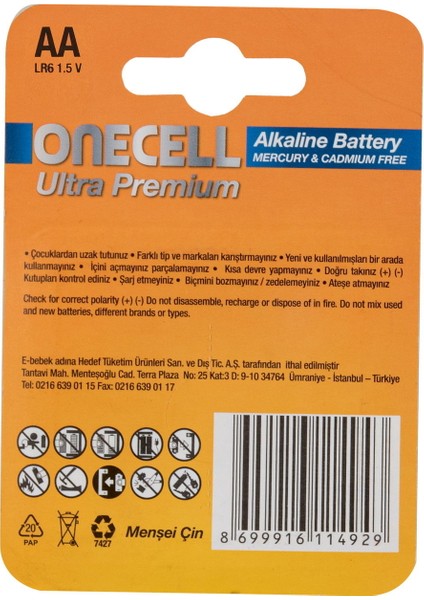 AA
LR6 1.5 V
ONECELL
Ultra Premium
Alkaline Battery
MERCURY & CADMIUM FREE
• Çocuklardan uzak tutunuz • Farklı tip ve markaları karıştırmayınız • Yeni ve kullanılmışları bir arada
kullanmayınız • İçini açmayınız parçalamayınız • Kısa devre yapmayınız • Doğru takınız (+) (-)
Kutupları kontrol ediniz • Şarj etmeyiniz • Biçmini bozmayınız / zedelemeyiniz • Ateşe atmayınız
Check for correct polarity (+) (-) Do not disassemble, recharge or dispose of in fire. Do not mix used
and new batteries, different brands or types.
E-bebek adına Hedef Tüketim Ürünleri San. ve Dış Tic. A.Ş. tarafından ithal edilmiştir
Tantavi Mah. Menteşoğlu Cad. Terra Plaza No: 25 Kat:3 D: 9-10 34764 Ümraniye - İstanbul – Türkiye
Tel: 0216 639 01 15 Fax: 0216 639 01 17
20
PAP
7427
Menşei Çin
8 699916 114929